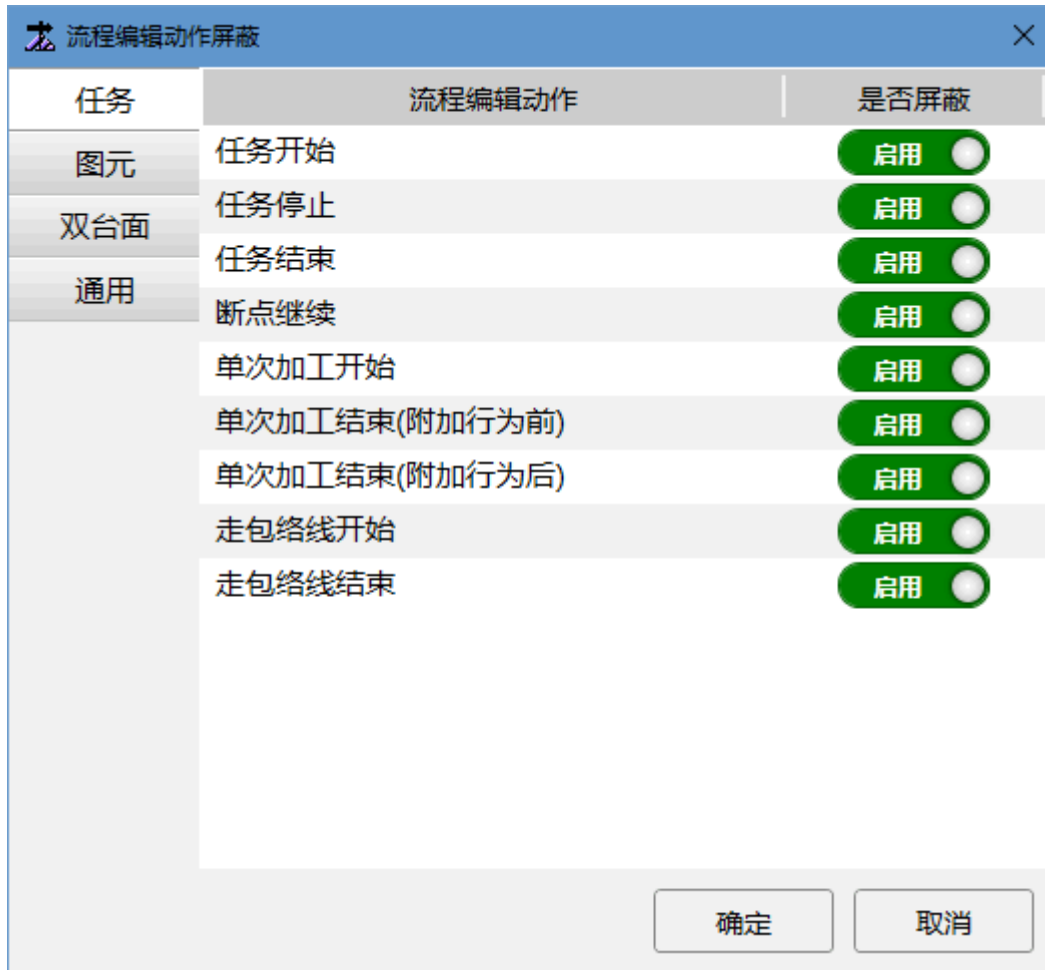 流程编辑动作屏蔽
任务
图元
双台面
通用
流程编辑动作 是否屏蔽
任务开始 启用
任务停止 启用
任务结束 启用
断点继续 启用
单次加工开始 启用
单次加工结束(附加行为前) 启用
单次加工结束(附加行为后) 启用
走包络线开始 启用
走包络线结束 启用
确定 取消